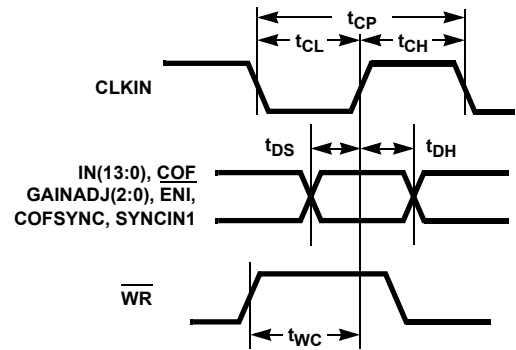 tCP
tCL
tCH
CLKIN
tDS
tDH
IN(13:0), COF
GAINADJ(2:0), ENI,
COFSYNC, SYNCIN1
WR
tWC